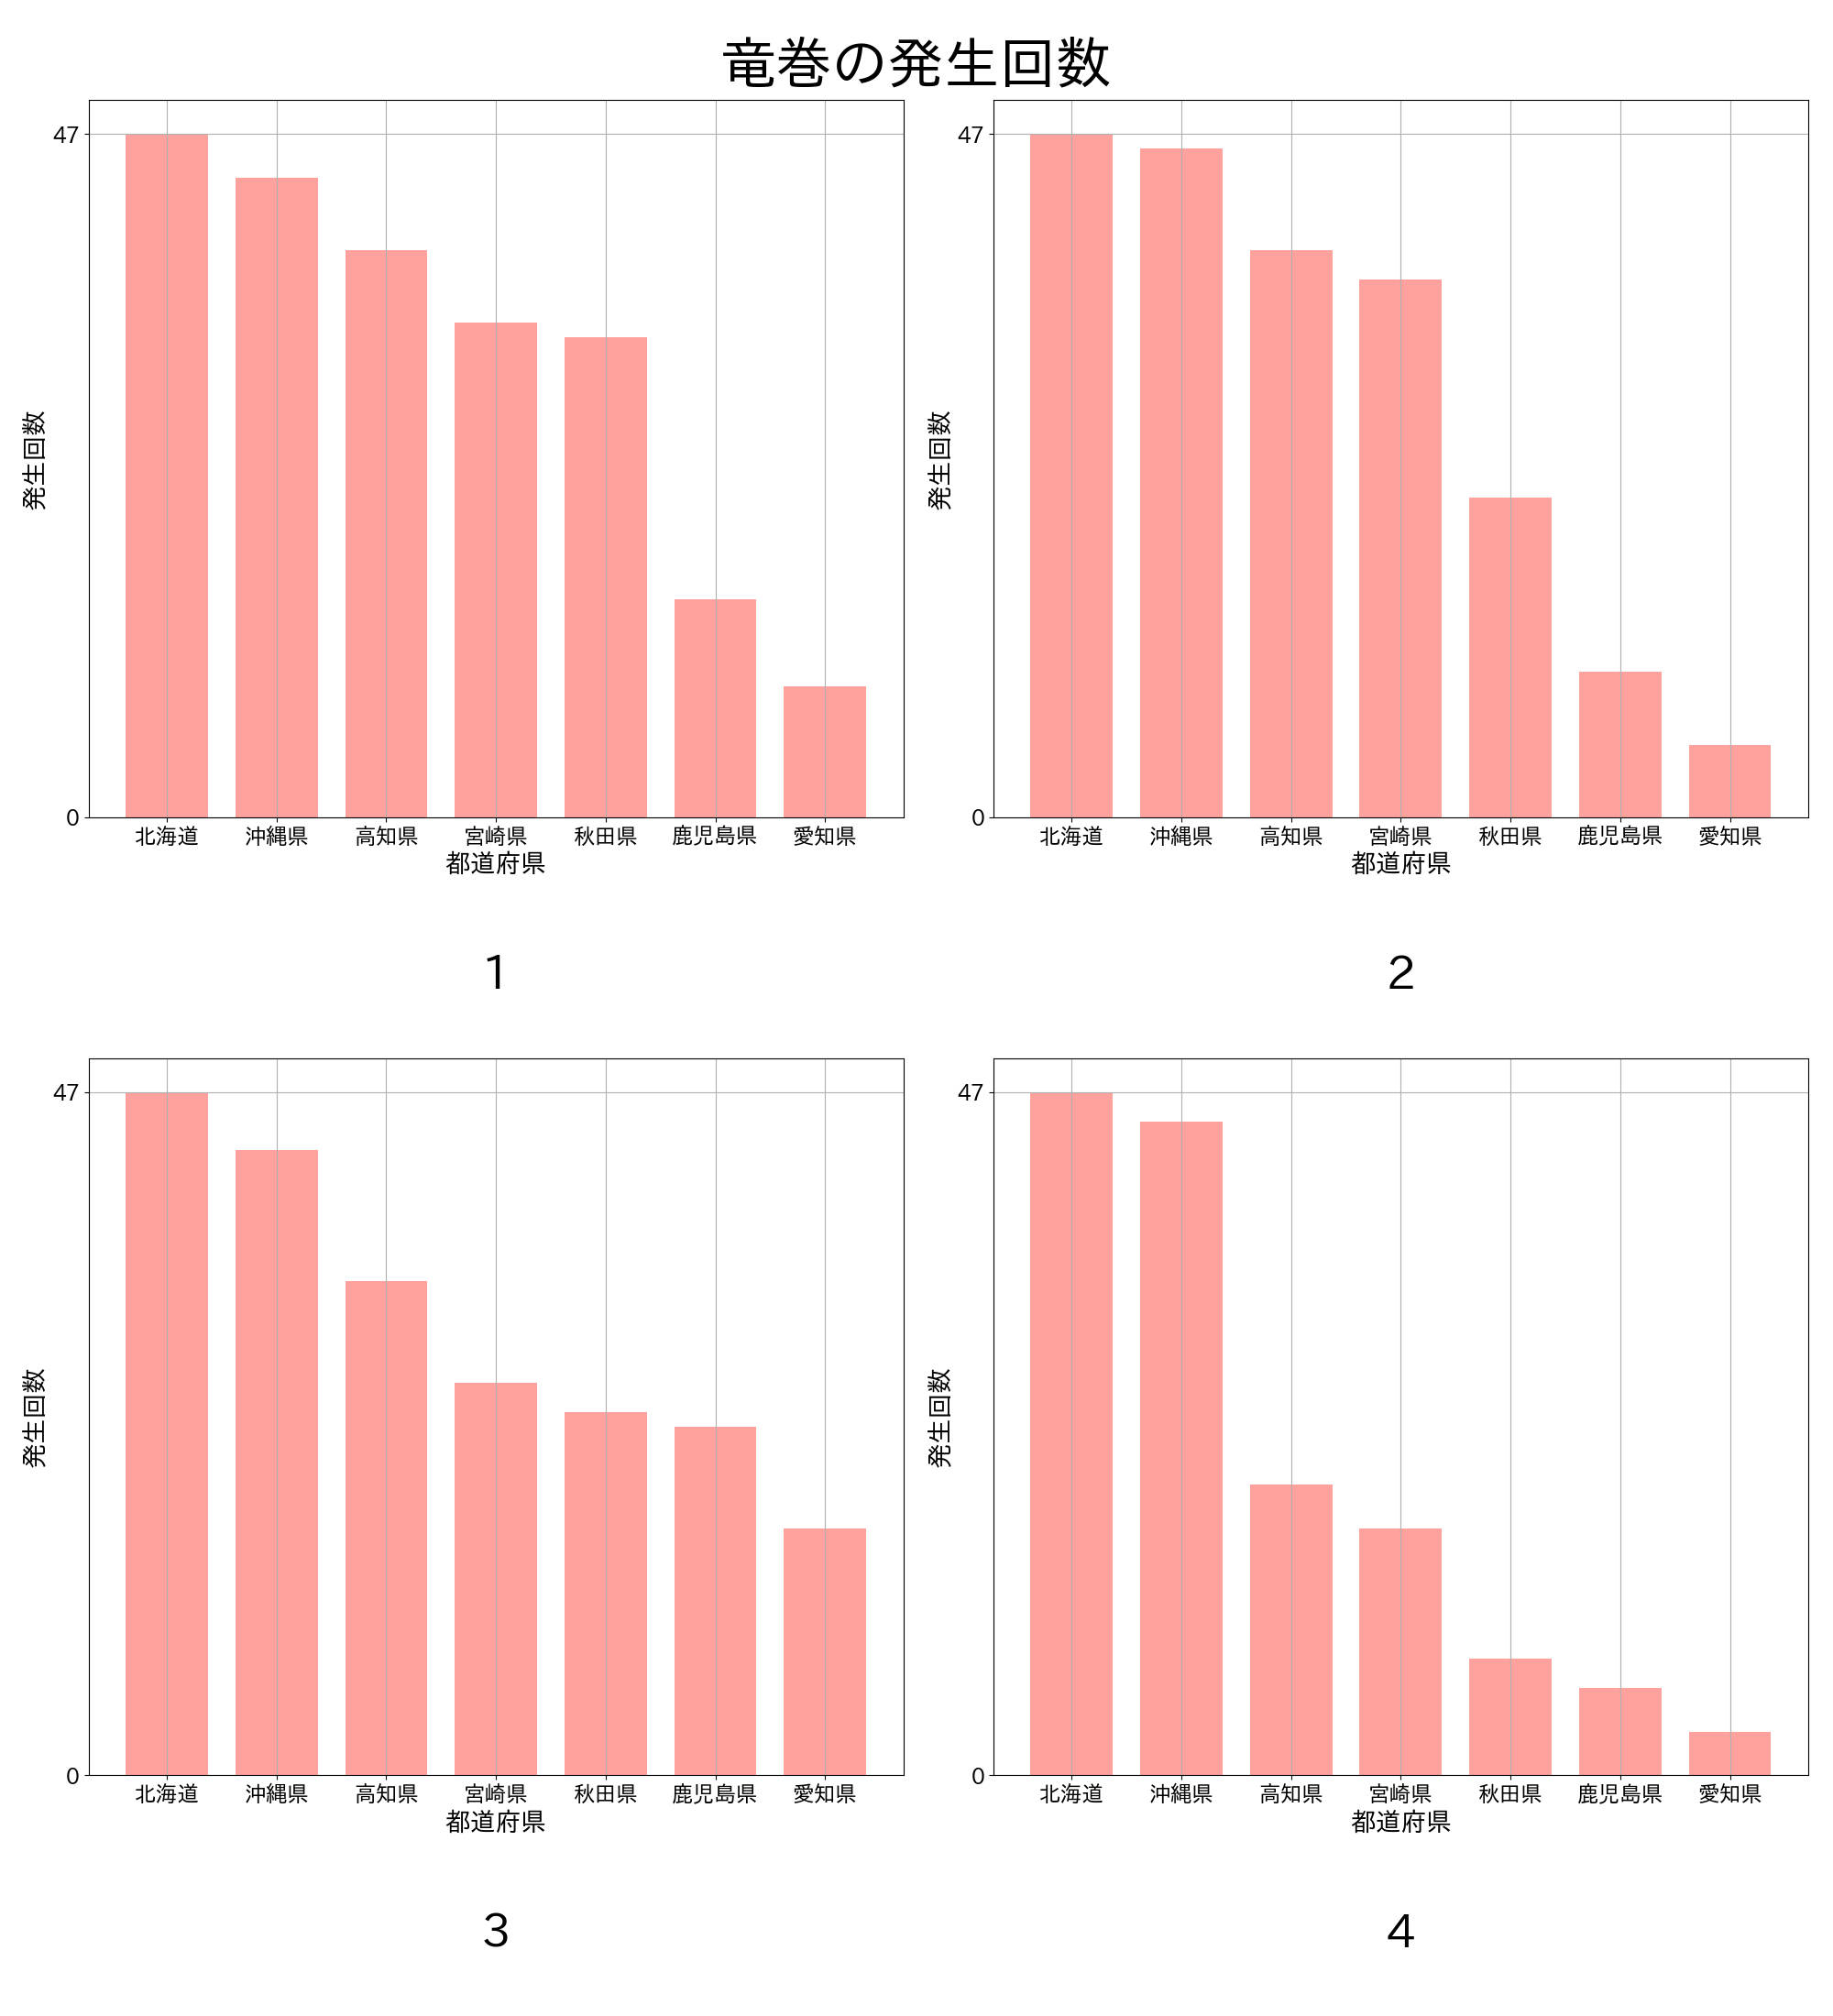 竜巻の発生回数
47
0
発生回数
北海道 沖縄県 高知県 宮崎県 秋田県 鹿児島県 愛知県
都道府県
1
47
0
発生回数
北海道 沖縄県 高知県 宮崎県 秋田県 鹿児島県 愛知県
都道府県
2
47
0
発生回数
北海道 沖縄県 高知県 宮崎県 秋田県 鹿児島県 愛知県
都道府県
3
47
0
発生回数
北海道 沖縄県 高知県 宮崎県 秋田県 鹿児島県 愛知県
都道府県
4